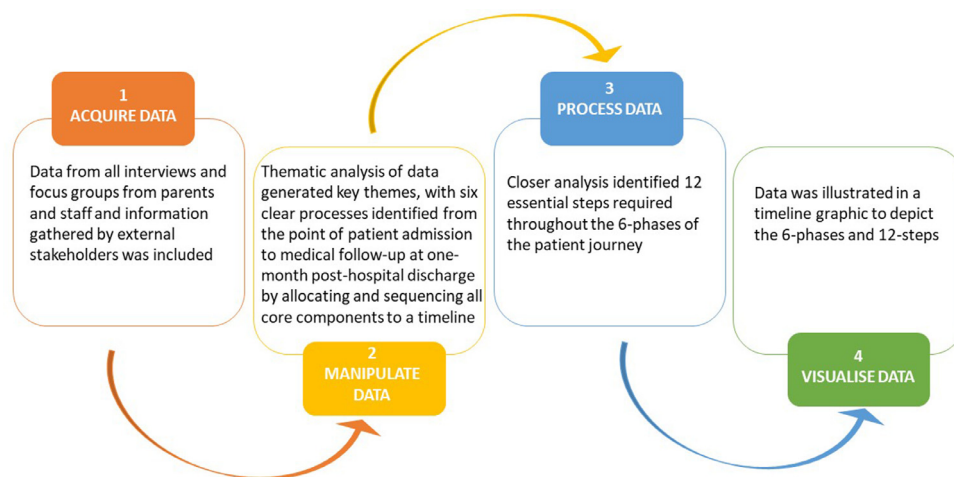 1
ACQUIRE DATA
Data from all interviews and
focus groups from parents
and staff and information
gathered by external
stakeholders was included
Thematic analysis of data
generated key themes, with six
clear processes identified from
the point of patient admission
to medical follow-up at one-
month post-hospital discharge
by allocating and sequencing all
core components to a timeline
2
MANIPULATE
DATA
3
PROCESS DATA
Closer analysis identified 12
essential steps required
throughout the 6-phases of
the patient journey
Data was illustrated in a
timeline graphic to depict
the 6-phases and 12-steps
4
VISUALISE DATA